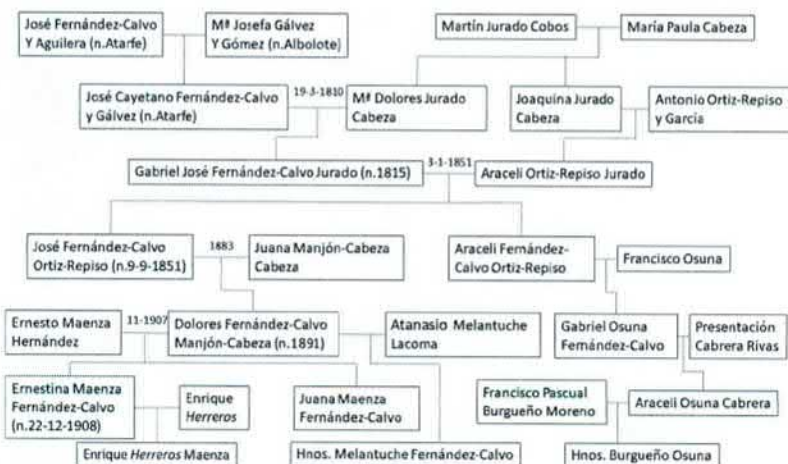 José Fernández-Calvo
Y Aguilera (n.Atarfe)
Mª Josefa Gálvez
Y Gómez (n.Albolote)
Martín Jurado Cobos
María Paula Cabeza
José Cayetano Fernández-Calvo
y Gálvez (n.Atarfe)
19-3-1810
Mª Dolores Jurado
Cabeza
Joaquina Jurado
Cabeza
Antonio Ortiz-Repiso
y García
Gabriel José Fernández-Calvo Jurado (n.1815)
3-1-1851
Araceli Ortiz-Repiso Jurado
José Fernández-Calvo
Ortiz-Repiso (n.9-9-1851)
1883
Juana Manjón-Cabeza
Cabeza
Araceli Fernández-
Calvo Ortiz-Repiso
Francisco Osuna
Ernesto Maenza
Hernández
11-1907
Dolores Fernández-Calvo
Manjón-Cabeza (n.1891)
Atanasio Melantuche
Lacoma
Gabriel Osuna
Fernández-Calvo
Presentación
Cabrera Rivas
Ernestina Maenza
Fernández-Calvo
(n.22-12-1908)
Enrique
Herreros
Juana Maenza
Fernández-Calvo
Francisco Pascual
Burgueño Moreno
Araceli Osuna Cabrera
Enrique Herreros Maenza
Hnos. Melantuche Fernández-Calvo
Hnos. Burgueño Osuna